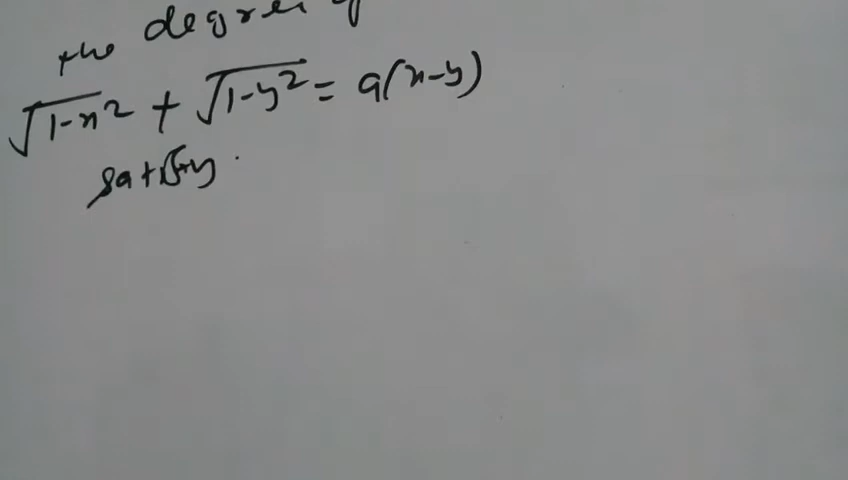 the degree of
√1-x² + √1-y² = a(x-y)
satisfy.